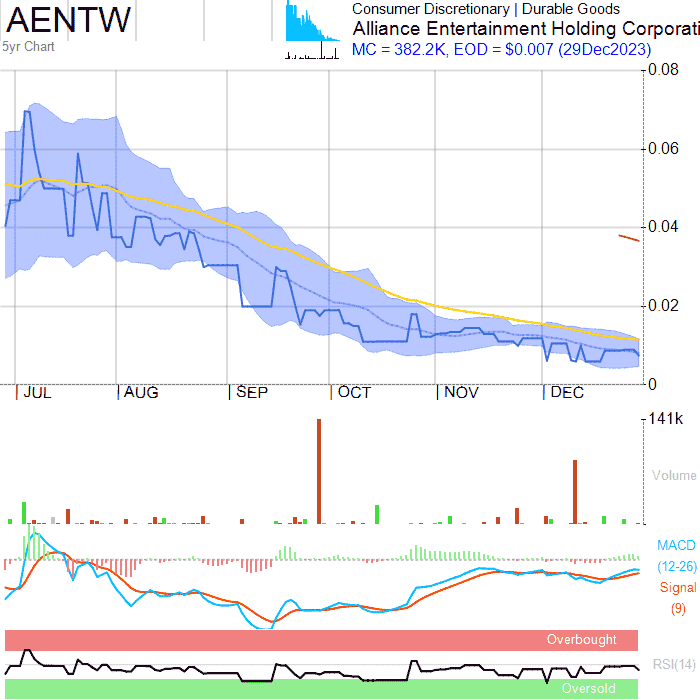 AENTW
5yr Chart
Consumer Discretionary | Durable Goods
Alliance Entertainment Holding Corporati
MC = 382.2K, EOD = $0.007 (29Dec2023)
0.08
0.06
0.04
0.02
0
JUL AUG SEP OCT NOV DEC
141k
Volume
MACD
(12-26)
Signal
(9)
Overbought
RSI(14)
Oversold